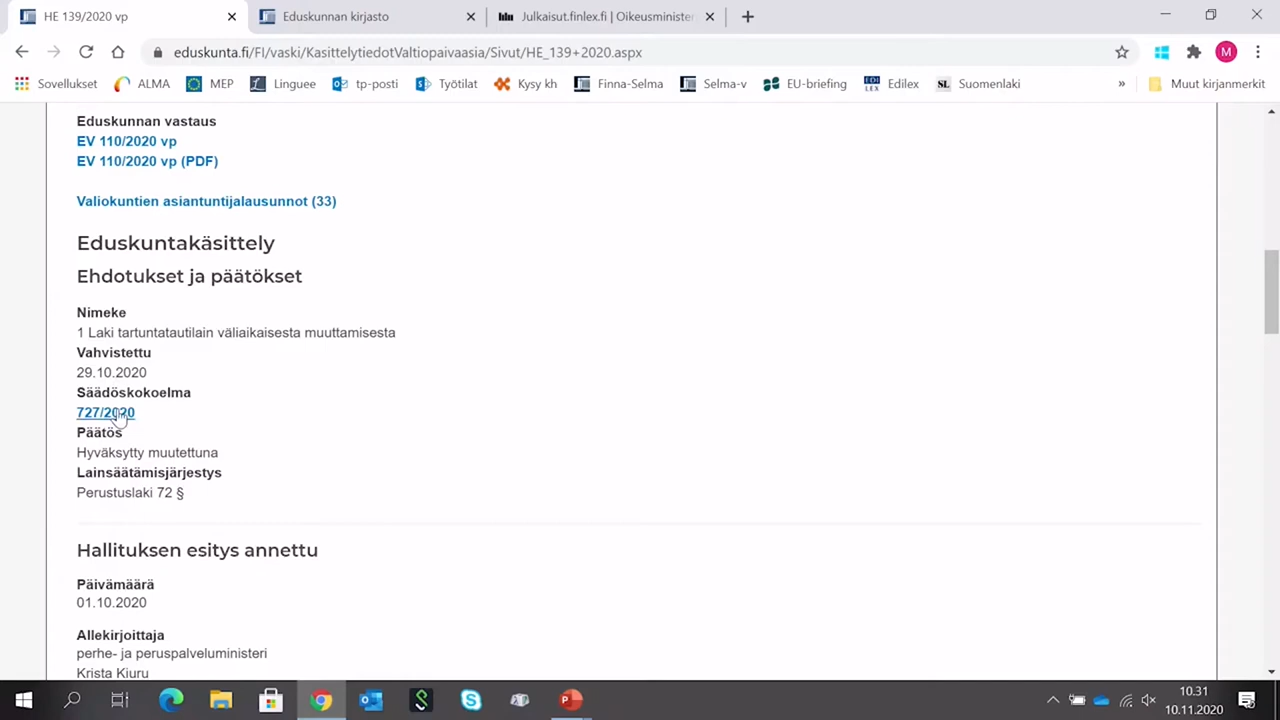 HE 139/2020 vp
Eduskunnan kirjasto
Julkaisut.finlex.fi | Oikeusminister
eduskunta.fi/FI/vaski/KasittelytiedotValtiopaivaasia/Sivut/HE_139+2020.aspx
M
Sovellukset
ALMA
MEP
Linguee
tp-posti
Työtilat
Kysy kh
Finna-Selma
Selma-v
EU-briefing
Edilex
SL Suomenlaki
»
Muut kirjanmerkit
Eduskunnan vastaus
EV 110/2020 vp
EV 110/2020 vp (PDF)
Valiokuntien asiantuntijalausunnot (33)
Eduskuntakäsittely
Ehdotukset ja päätökset
Nimeke
1 Laki tartuntatautilain väliaikaisesta muuttamisesta
Vahvistettu
29.10.2020
Säädöskokoelma
727/2020
Päätös
Hyväksytty muutettuna
Lainsäätämisjärjestys
Perustuslaki 72 §
Hallituksen esitys annettu
Päivämäärä
01.10.2020
Allekirjoittaja
perhe- ja peruspalveluministeri
Krista Kiuru
10.31
10.11.2020